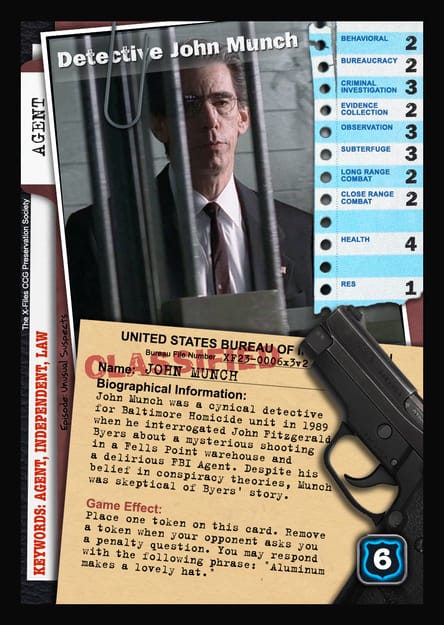 Detective John Munch
BEHAVIORAL 2
BUREAUCRACY 2
CRIMINAL INVESTIGATION 3
EVIDENCE COLLECTION 2
OBSERVATION 3
SUBTERFUGE 3
LONG RANGE COMBAT 2
CLOSE RANGE COMBAT 2
HEALTH 4
RES 1
AGENT
The X-Files CCG Preservation Society
KEYWORDS: AGENT, INDEPENDENT, LAW
Episode: Unusual Suspects
UNITED STATES BUREAU OF
Bureau File Number XF23-0006x3v2
CLASSIFIED
Name: JOHN MUNCH
Biographical Information:
John Munch was a cynical detective
for Baltimore Homicide unit in 1989
when he interrogated John Fitzgerald
Byers about a mysterious shooting
in a Fells Point warehouse and
a delirious FBI Agent. Despite his
belief in conspiracy theories, Munch
was skeptical of Byers' story.
Game Effect:
Place one token on this card. Remove
a token when your opponent asks you
a penalty question. You may respond
with the following phrase: "Aluminum
makes a lovely hat."
6